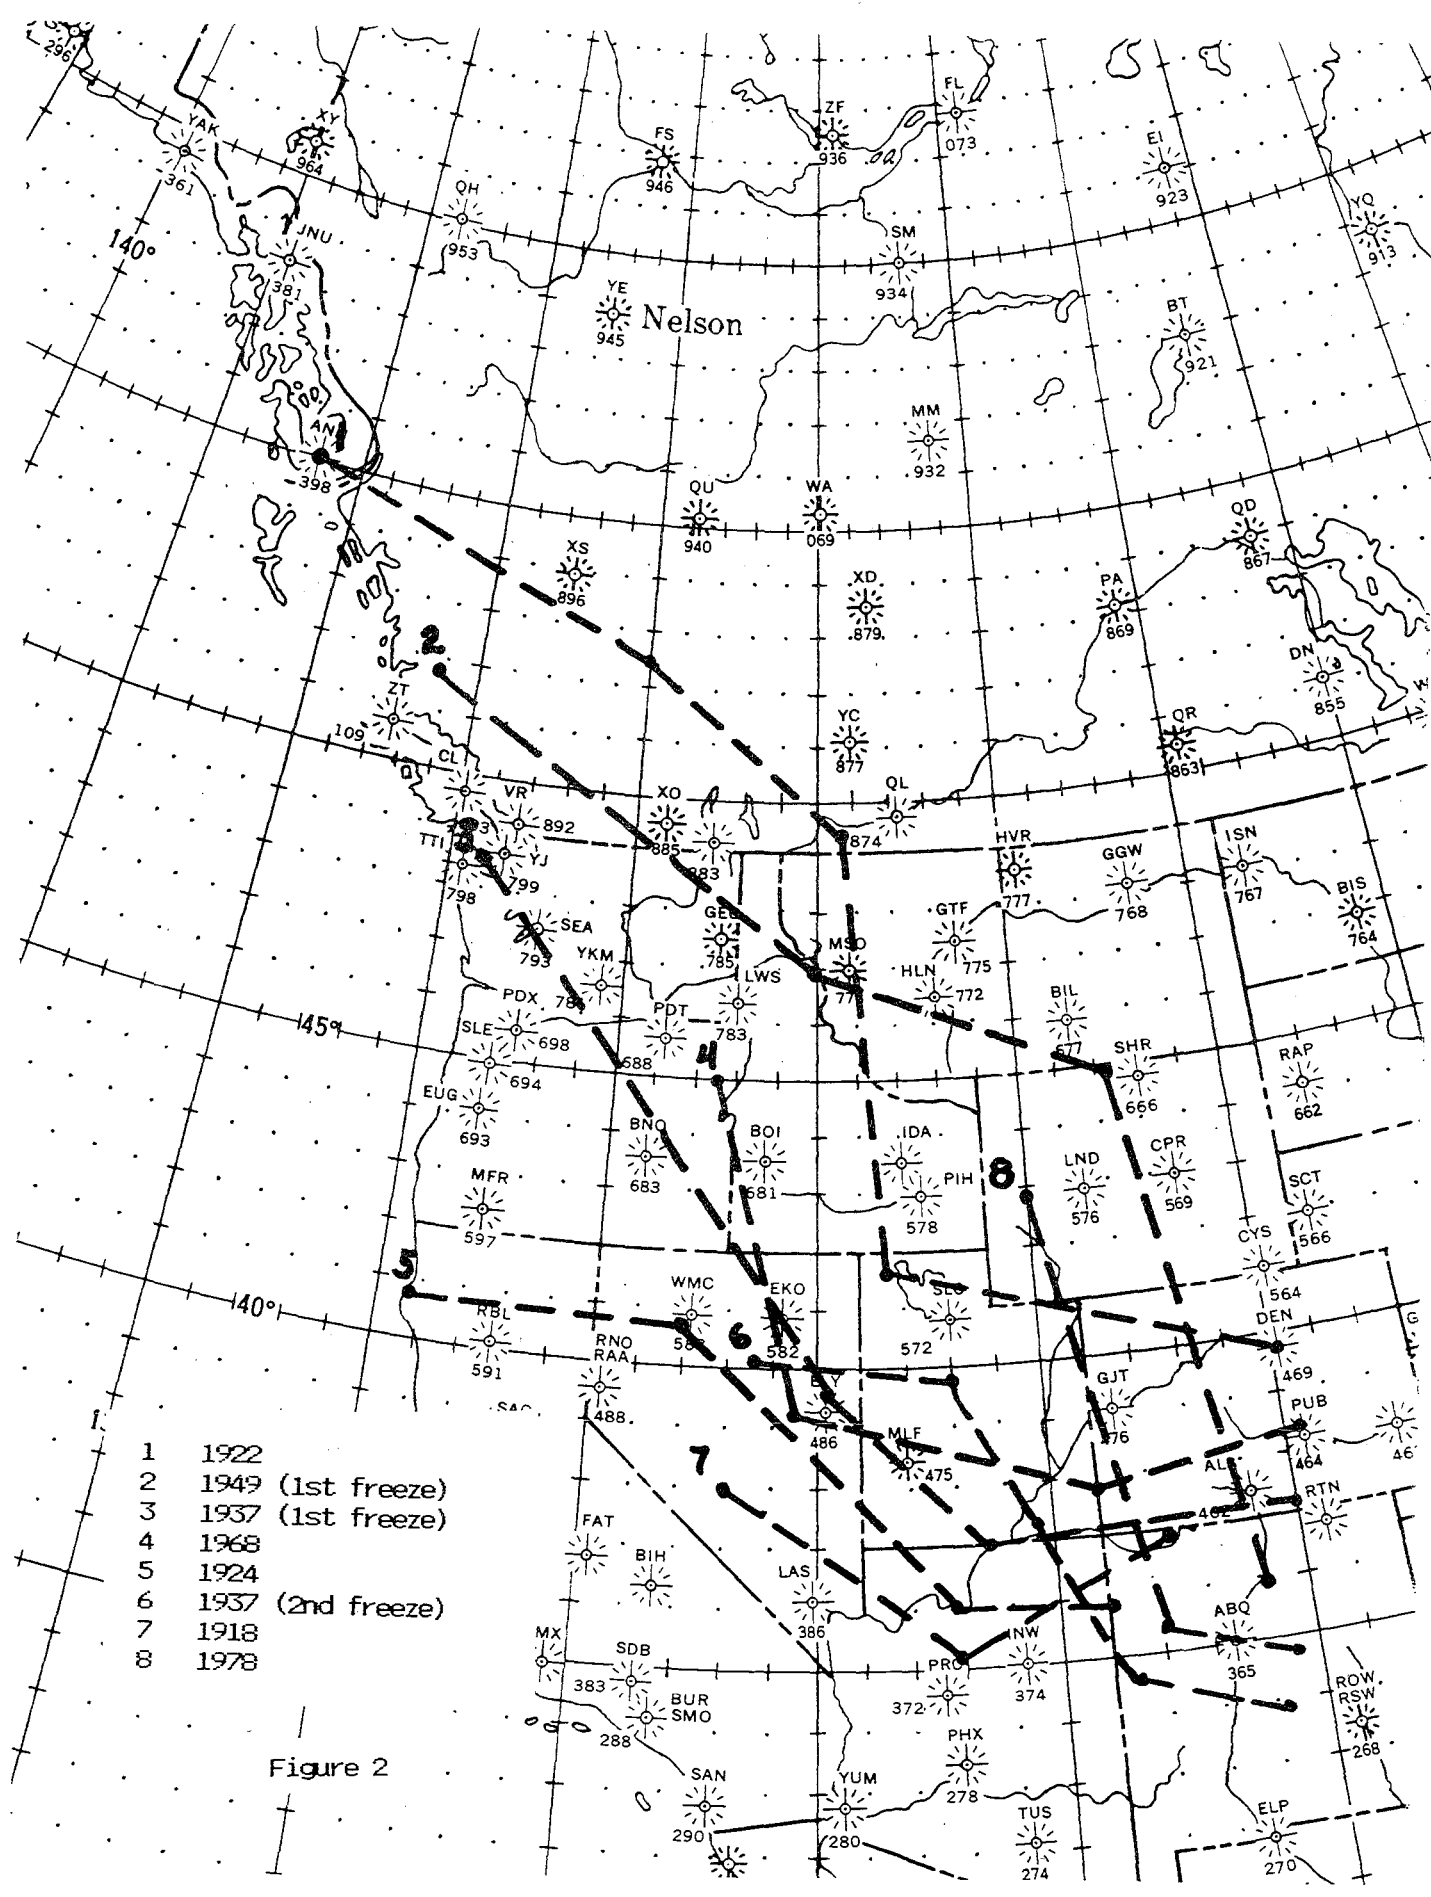 296
YAK
361
XY
964
FS
946
ZF
936
FL
073
EI
923
YQ
913
140°
JNU
381
QH
953
SM
934
YE
945
Nelson
BT
921
AN
1
398
MM
932
QU
940
WA
069
QD
867
XS
896
XD
879
PA
869
2
DN
855
ZT
109
YC
877
QR
863
CL
VR
892
XO
885
QL
874
883
TTI
YJ
799
798
HVR
777
GGW
768
ISN
767
BIS
764
SEA
793
GEG
785
MSO
GTF
775
YKM
LWS
783
HLN
772
PDX
698
PDT
688
BIL
677
45°
SLE
694
4
SHR
666
RAP
662
EUG
693
BNO
683
BOI
681
IDA
PIH
578
8
LND
576
CPR
569
SCT
566
MFR
597
CYS
564
5
40°
RBL
591
WMC
583
EKO
582
6
SLC
572
DEN
469
RNO
RAA
488
ELY
486
GJT
476
PUB
464
46
MLF
475
7
ALS
462
RTN
1 1922
2 1949 (1st freeze)
3 1937 (1st freeze)
4 1968
5 1924
6 1937 (2nd freeze)
7 1918
8 1978
FAT
BIH
LAS
386
ABQ
365
MX
SDB
383
INW
374
PRC
372
BUR
SMO
288
ROW
RSW
268
Figure 2
PHX
278
SAN
290
YUM
280
TUS
274
ELP
270